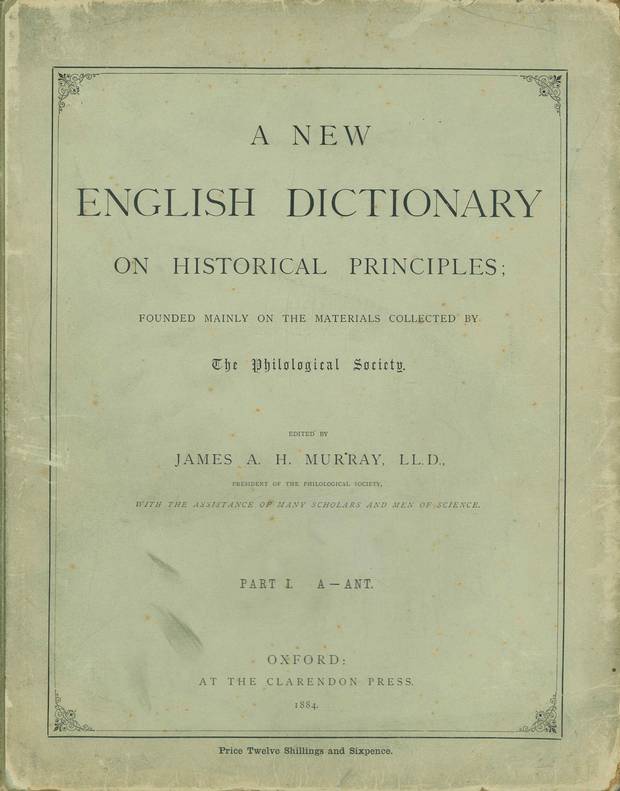 A NEW
ENGLISH DICTIONARY
ON HISTORICAL PRINCIPLES;
FOUNDED MAINLY ON THE MATERIALS COLLECTED BY
The Philological Society.
EDITED BY
JAMES A. H. MURRAY, LL.D.,
PRESIDENT OF THE PHILOLOGICAL SOCIETY,
WITH THE ASSISTANCE OF MANY SCHOLARS AND MEN OF SCIENCE.
PART I. A—ANT.
OXFORD:
AT THE CLARENDON PRESS.
1884.
Price Twelve Shillings and Sixpence.